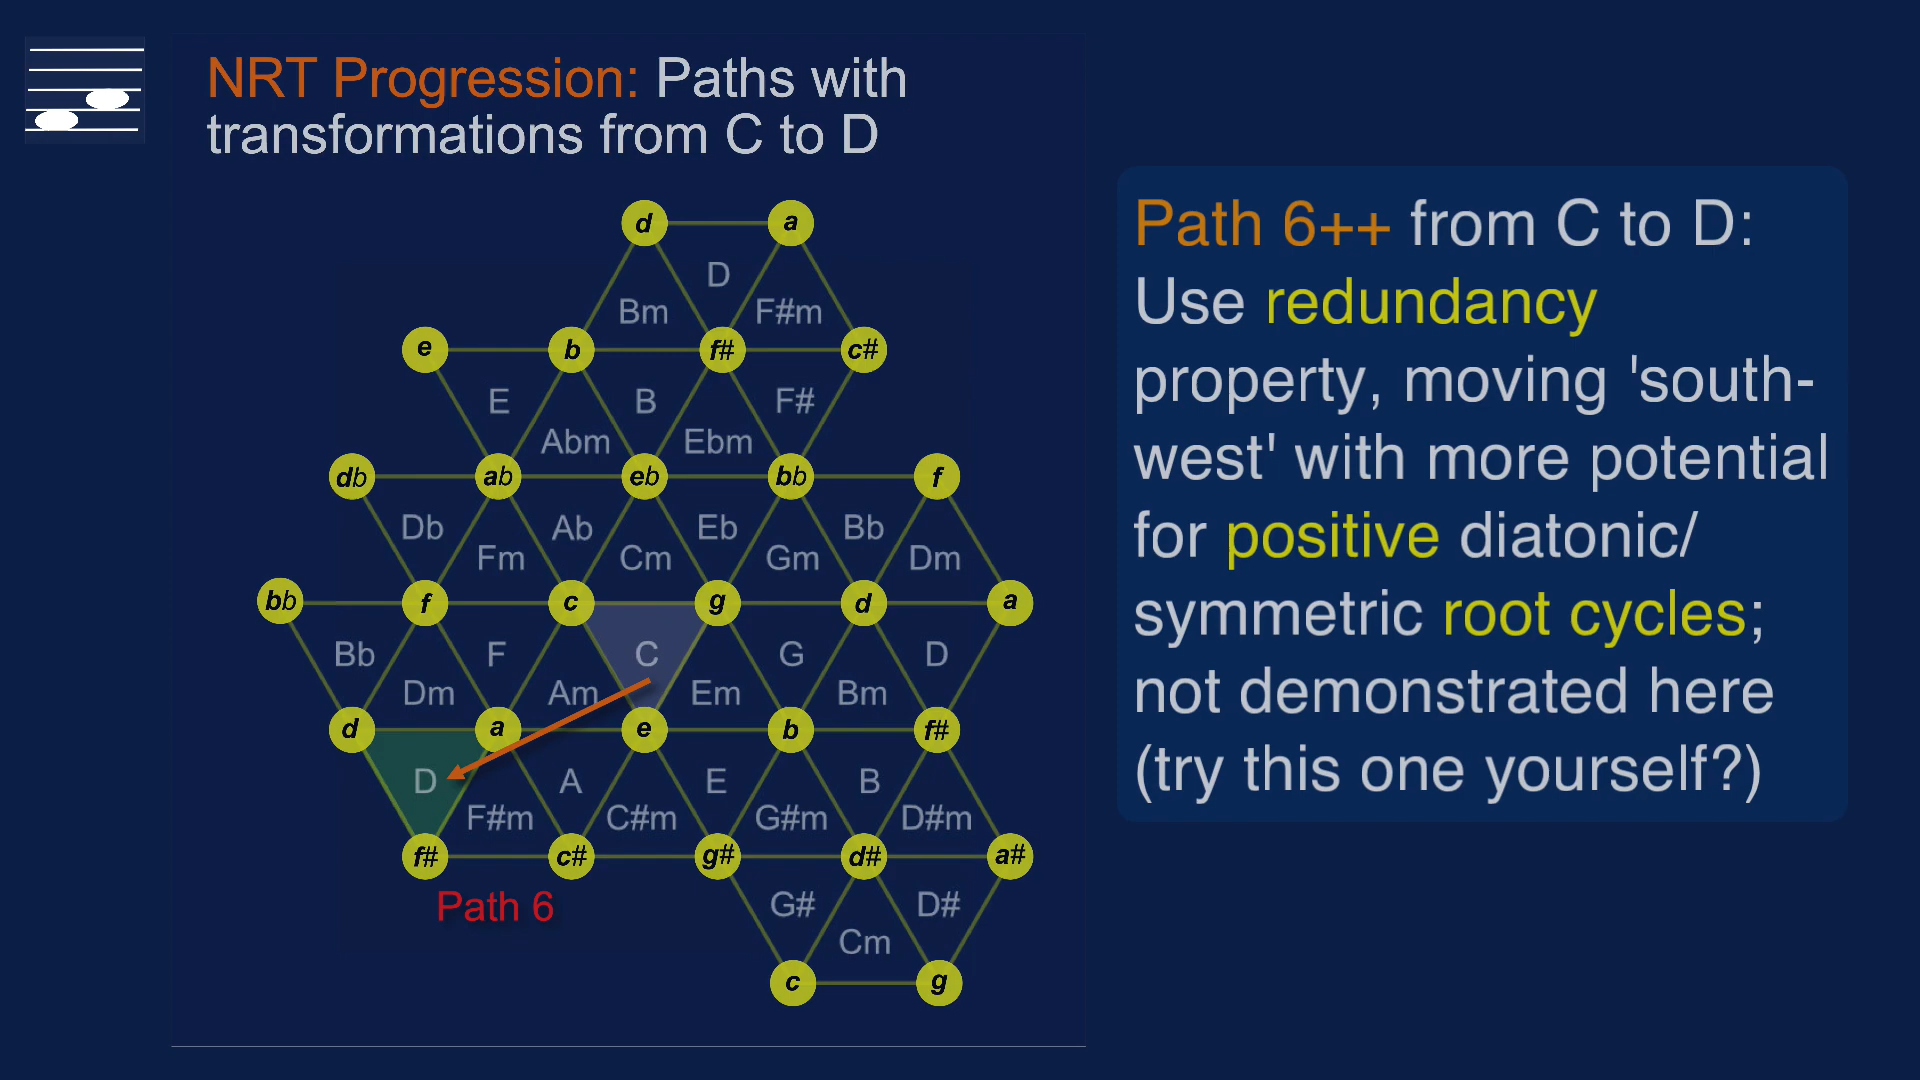 NRT Progression: Paths with
transformations from C to D
d a
D
Bm F#m
e b f# c#
E B F#
Abm Ebm
db ab eb bb f
Db Ab Eb Bb
Fm Cm Gm Dm
bb f c g d a
Bb F C G D
Dm Am Em Bm
d a e b f#
D A E B
F#m C#m G#m D#m
f# c# g# d# a#
Path 6
G# D#
Cm
c g
Path 6++ from C to D:
Use redundancy
property, moving 'south-
west' with more potential
for positive diatonic/
symmetric root cycles;
not demonstrated here
(try this one yourself?)